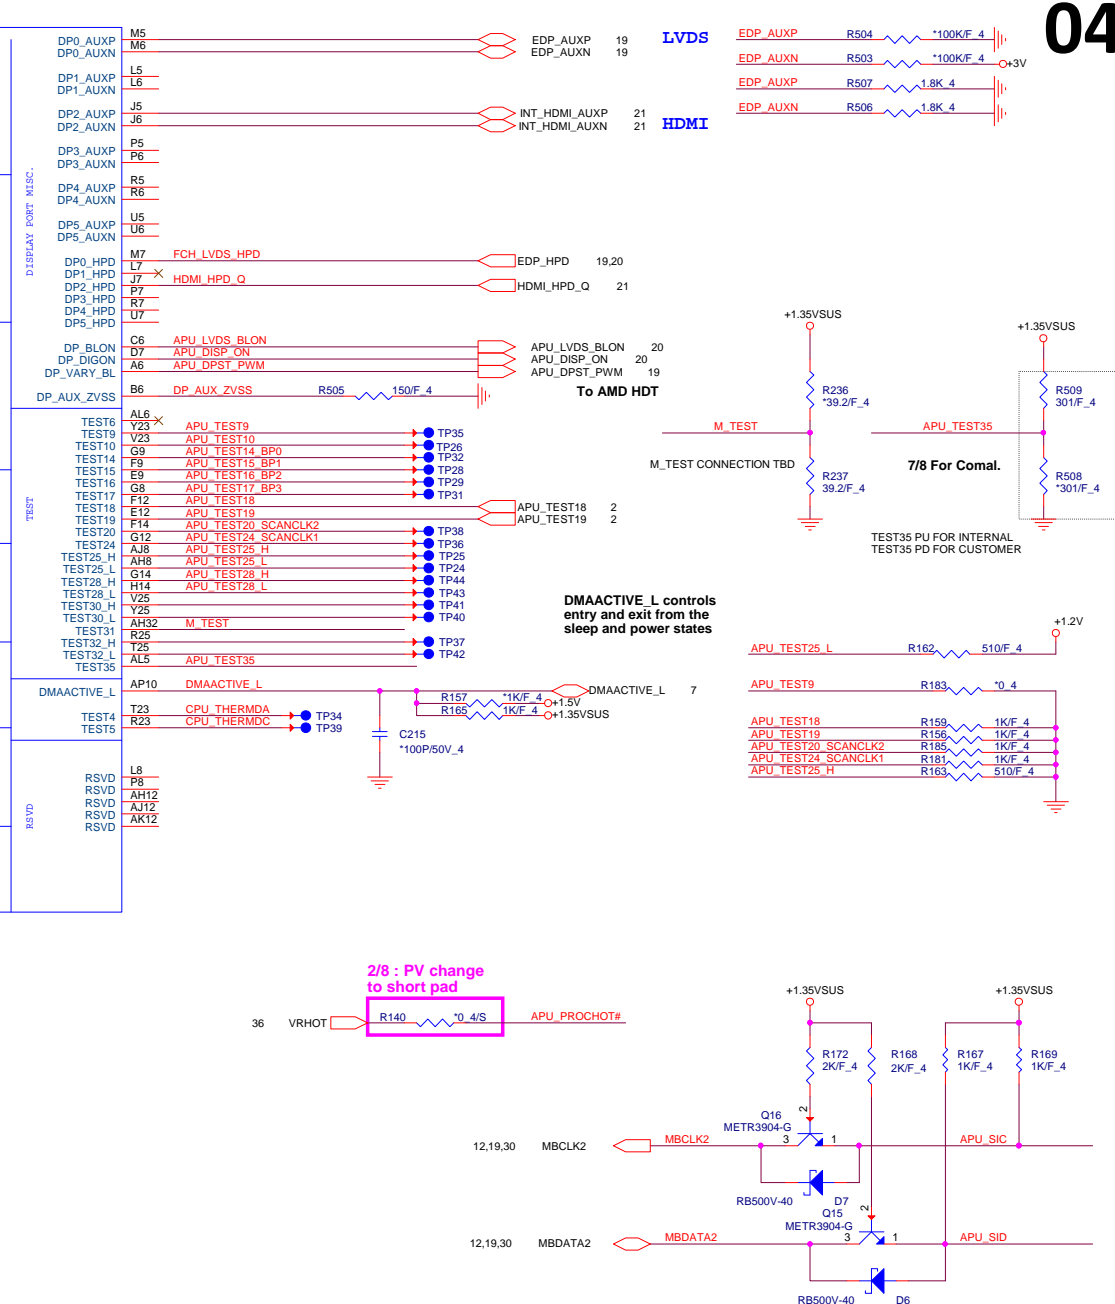 04
DISPLAY PORT MISC.
DP0_AUXP M5 EDP_AUXP 19
DP0_AUXN M6 EDP_AUXN 19
DP1_AUXP L5
DP1_AUXN L6
DP2_AUXP J5 INT_HDMI_AUXP 21
DP2_AUXN J6 INT_HDMI_AUXN 21
DP3_AUXP P5
DP3_AUXN P6
DP4_AUXP R5
DP4_AUXN R6
DP5_AUXP U5
DP5_AUXN U6
DP0_HPD M7 FCH_LVDS_HPD EDP_HPD 19,20
DP1_HPD L7
DP2_HPD J7 HDMI_HPD_Q HDMI_HPD_Q 21
DP3_HPD P7
DP4_HPD R7
DP5_HPD U7
DP_BLON C6 APU_LVDS_BLON APU_LVDS_BLON 20
DP_DIGON D7 APU_DISP_ON APU_DISP_ON 20
DP_VARY_BL A6 APU_DPST_PWM APU_DPST_PWM 19
DP_AUX_ZVSS B6 DP_AUX_ZVSS R505 150/F_4
To AMD HDT
LVDS
EDP_AUXP R504 *100K/F_4
EDP_AUXN R503 *100K/F_4 +3V
EDP_AUXP R507 1.8K_4
EDP_AUXN R506 1.8K_4
HDMI
TEST
TEST6 AL6
TEST9 Y23 APU_TEST9 TP35
TEST10 V23 APU_TEST10 TP26
TEST14 G9 APU_TEST14_BP0 TP32
TEST15 F9 APU_TEST15_BP1 TP28
TEST16 E9 APU_TEST16_BP2 TP29
TEST17 G8 APU_TEST17_BP3 TP31
TEST18 F12 APU_TEST18 APU_TEST18 2
TEST19 E12 APU_TEST19 APU_TEST19 2
TEST20 F14 APU_TEST20_SCANCLK2 TP38
TEST24 G12 APU_TEST24_SCANCLK1 TP36
TEST25_H AJ8 APU_TEST25_H TP25
TEST25_L AH8 APU_TEST25_L TP24
TEST28_H G14 APU_TEST28_H TP44
TEST28_L H14 APU_TEST28_L TP43
TEST30_H V25 TP41
TEST30_L Y25 TP40
TEST31 AH32 M_TEST
TEST32_H R25 TP37
TEST32_L T25 TP42
TEST35 AL5 APU_TEST35
DMAACTIVE_L AP10 DMAACTIVE_L DMAACTIVE_L 7
R157 *1K/F_4 +1.5V
R165 1K/F_4 +1.35VSUS
C215
*100P/50V_4
TEST4 T23 CPU_THERMDA TP34
TEST5 R23 CPU_THERMDC TP39
RSVD
RSVD L8
RSVD P8
RSVD AH12
RSVD AJ12
RSVD AK12
+1.35VSUS
R236
*39.2/F_4
M_TEST
M_TEST CONNECTION TBD
R237
39.2/F_4
+1.35VSUS
R509
301/F_4
APU_TEST35
7/8 For Comal.
R508
*301/F_4
TEST35 PU FOR INTERNAL
TEST35 PD FOR CUSTOMER
DMAACTIVE_L controls
entry and exit from the
sleep and power states
+1.2V
APU_TEST25_L R162 510/F_4
APU_TEST9 R183 *0_4
APU_TEST18 R159 1K/F_4
APU_TEST19 R156 1K/F_4
APU_TEST20_SCANCLK2 R185 1K/F_4
APU_TEST24_SCANCLK1 R181 1K/F_4
APU_TEST25_H R163 510/F_4
2/8 : PV change
to short pad
36 VRHOT R140 *0_4/S APU_PROCHOT#
+1.35VSUS
+1.35VSUS
R172
2K/F_4
R168
2K/F_4
R167
1K/F_4
R169
1K/F_4
Q16
METR3904-G
2
12,19,30 MBCLK2 MBCLK2 3 1 APU_SIC
RB500V-40 D7
Q15
METR3904-G
2
12,19,30 MBDATA2 MBDATA2 3 1 APU_SID
RB500V-40 D6